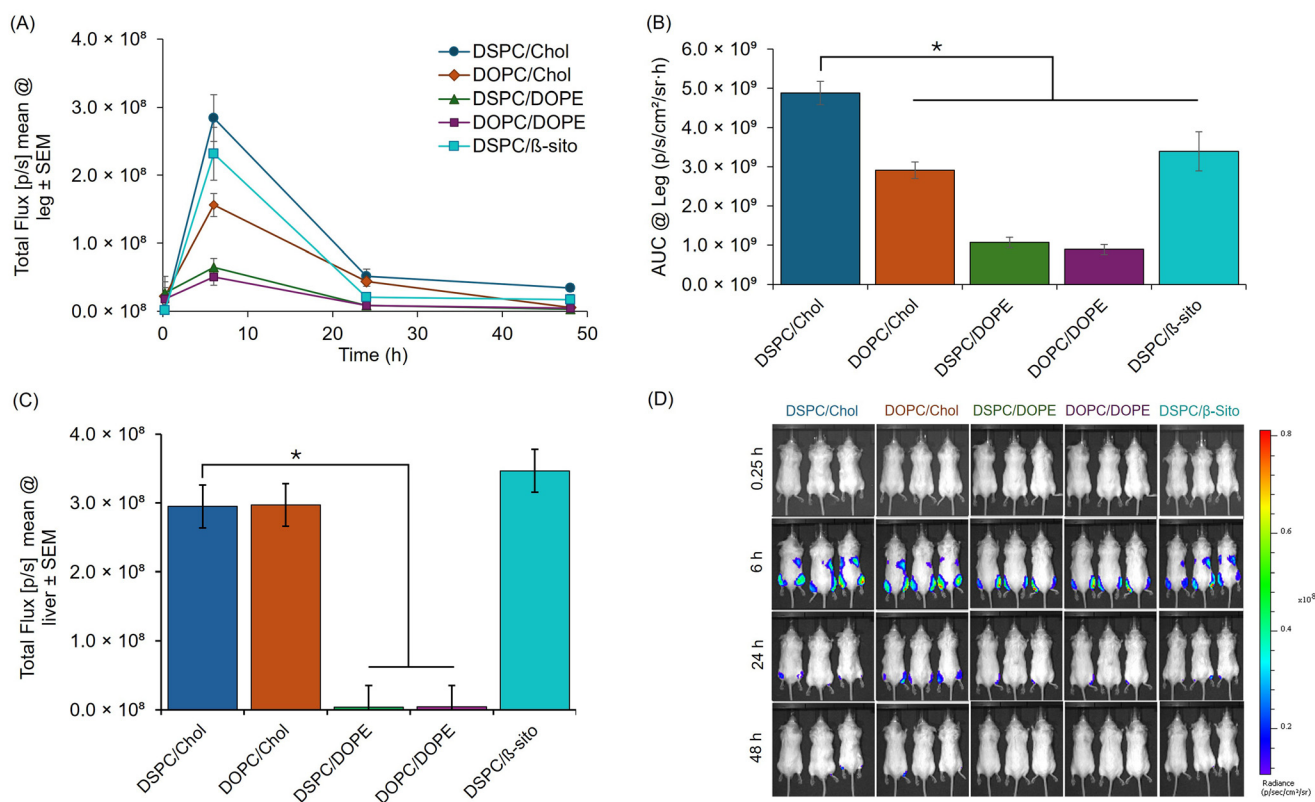 (A)
Total Flux [p/s] mean @
leg ± SEM
4.0 × 10⁸
3.0 × 10⁸
2.0 × 10⁸
1.0 × 10⁸
0.0 × 10⁸
0
10
20
30
40
50
Time (h)
DSPC/Chol
DOPC/Chol
DSPC/DOPE
DOPC/DOPE
DSPC/ß-sito
(B)
AUC @ Leg (p/s/cm²/sr·h)
6.0 × 10⁹
5.0 × 10⁹
4.0 × 10⁹
3.0 × 10⁹
2.0 × 10⁹
1.0 × 10⁹
0.0 × 10⁹
*
DSPC/Chol
DOPC/Chol
DSPC/DOPE
DOPC/DOPE
DSPC/ß-sito
(C)
Total Flux [p/s] mean @
liver ± SEM
4.0 × 10⁸
3.0 × 10⁸
2.0 × 10⁸
1.0 × 10⁸
0.0 × 10⁸
*
DSPC/Chol
DOPC/Chol
DSPC/DOPE
DOPC/DOPE
DSPC/ß-sito
(D)
DSPC/Chol
DOPC/Chol
DSPC/DOPE
DOPC/DOPE
DSPC/β-Sito
0.25 h
6 h
24 h
48 h
0.8
0.6
×10⁸
0.4
0.2
Radiance
(p/sec/cm²/sr)